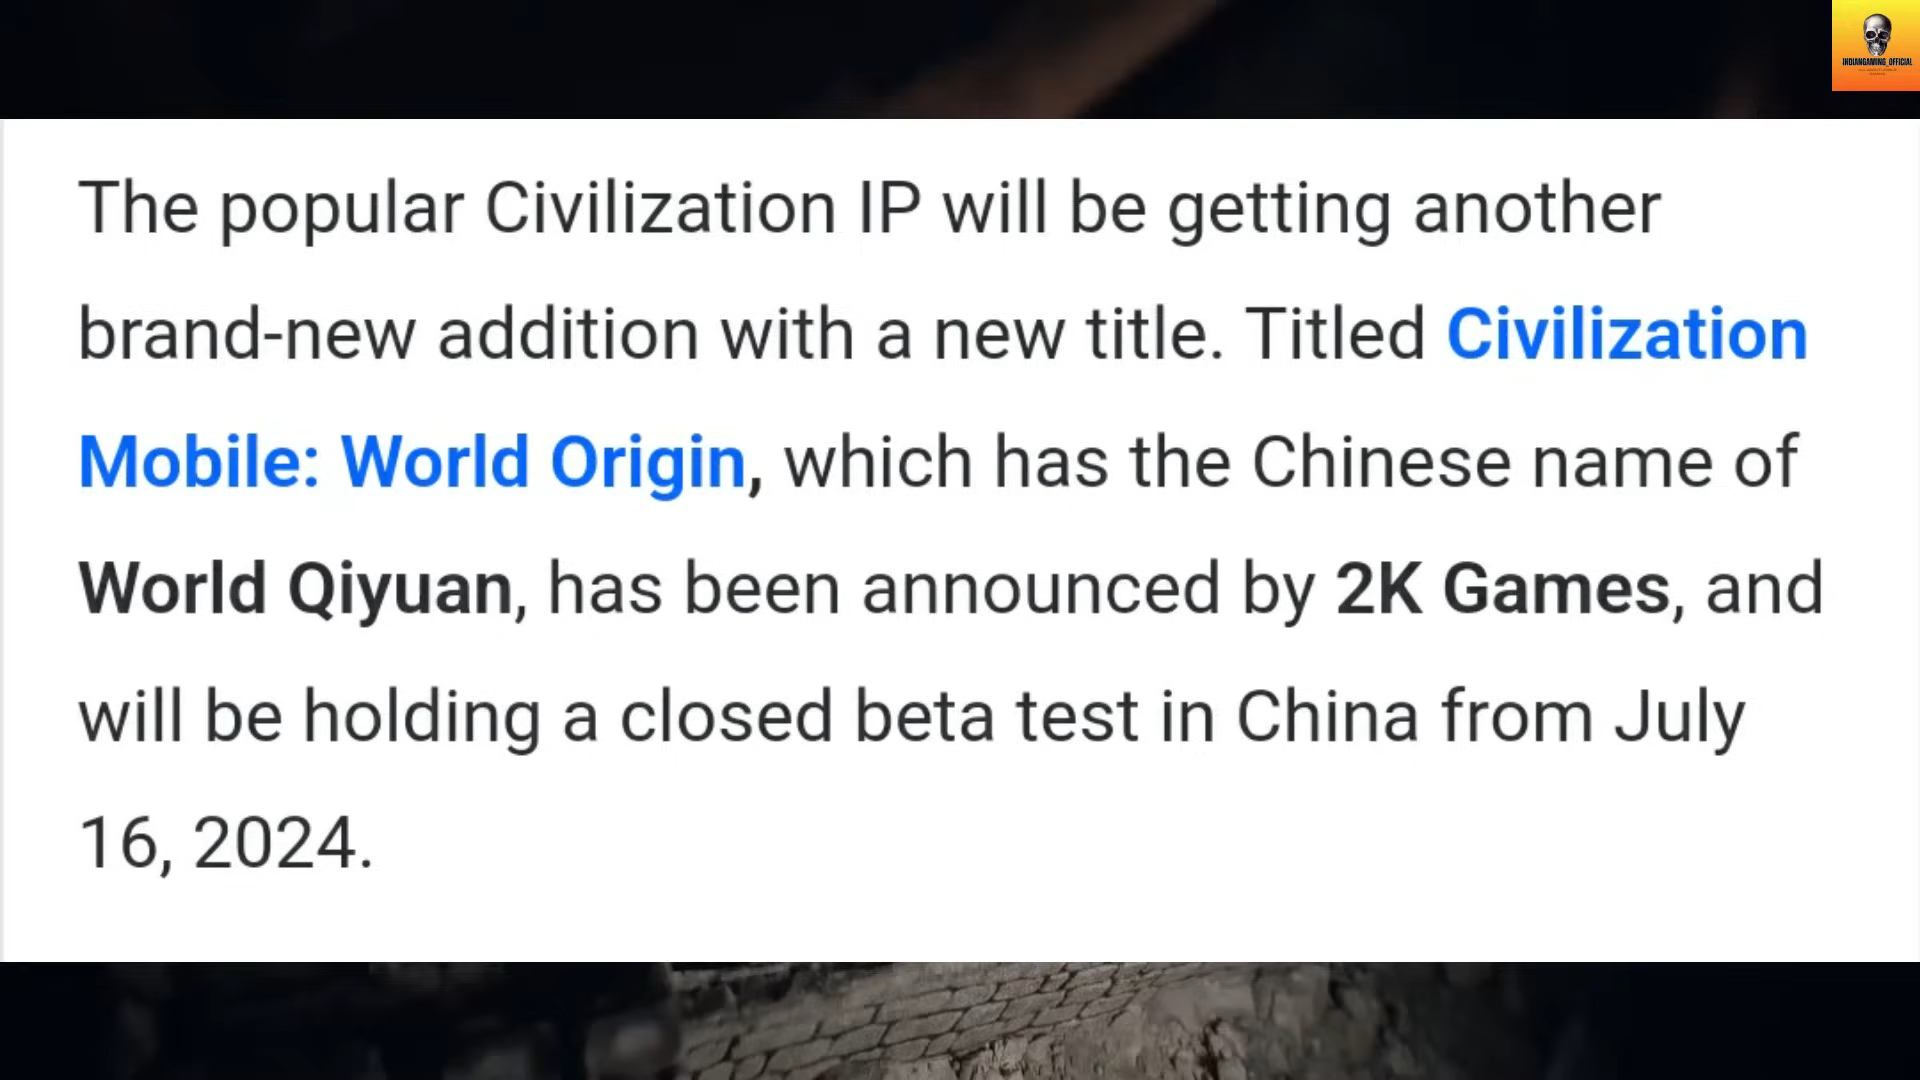 INDIANGAMING_OFFICIAL
The popular Civilization IP will be getting another
brand-new addition with a new title. Titled Civilization
Mobile: World Origin, which has the Chinese name of
World Qiyuan, has been announced by 2K Games, and
will be holding a closed beta test in China from July
16, 2024.